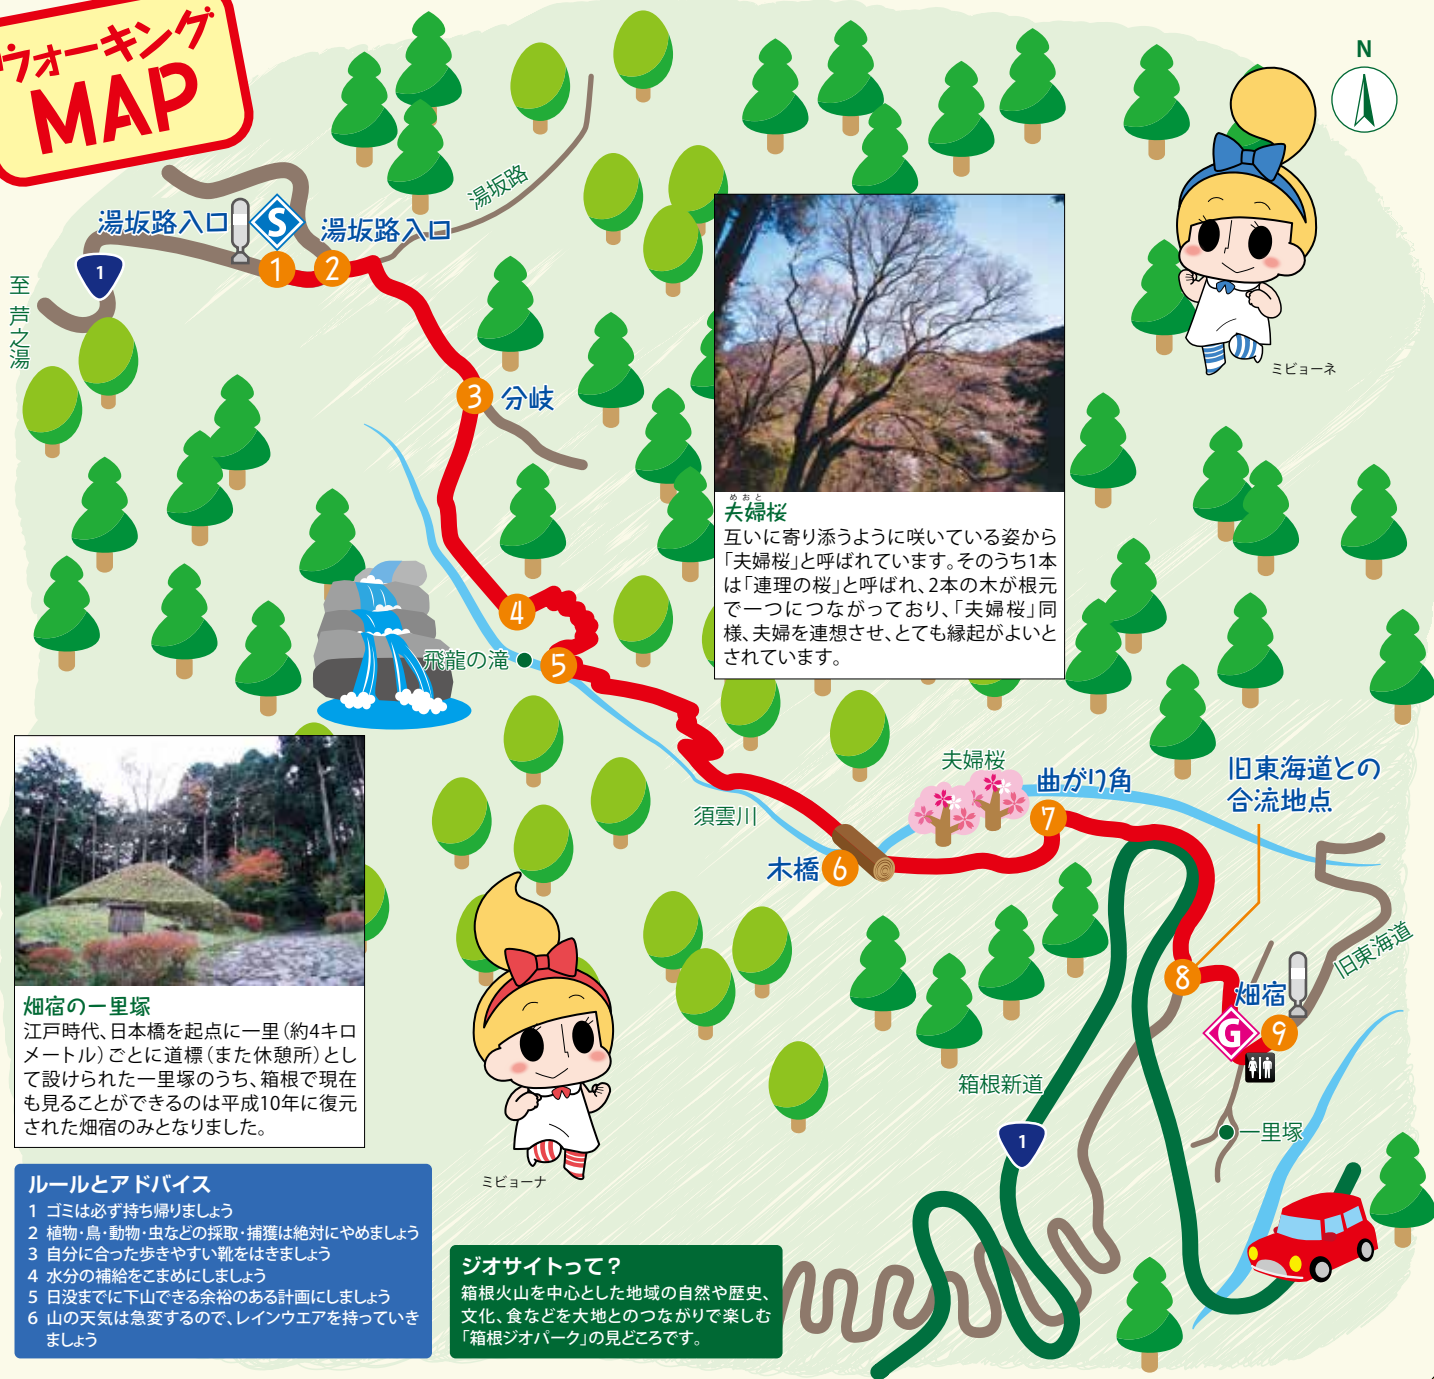 ウォーキング
MAP
N
湯坂路
湯坂路入口
S
湯坂路入口
1
2
1
至 芦之湯
ミビョーネ
3
分岐
めおと
夫婦桜
互いに寄り添うように咲いている姿から
「夫婦桜」と呼ばれています。そのうち1本
は「連理の桜」と呼ばれ、2本の木が根元
で一つにつながっており、「夫婦桜」同
様、夫婦を連想させ、とても縁起がよいと
されています。
4
飛龍の滝
5
夫婦桜
曲がり角
7
旧東海道との
合流地点
須雲川
木橋
6
旧東海道
8
畑宿
G
9
箱根新道
1
一里塚
畑宿の一里塚
江戸時代、日本橋を起点に一里(約4キロ
メートル)ごとに道標(また休憩所)とし
て設けられた一里塚のうち、箱根で現在
も見ることができるのは平成10年に復元
された畑宿のみとなりました。
ミビョーナ
ルールとアドバイス
1 ゴミは必ず持ち帰りましょう
2 植物・鳥・動物・虫などの採取・捕獲は絶対にやめましょう
3 自分に合った歩きやすい靴をはきましょう
4 水分の補給をこまめにしましょう
5 日没までに下山できる余裕のある計画にしましょう
6 山の天気は急変するので、レインウエアを持っていき
ましょう
ジオサイトって?
箱根火山を中心とした地域の自然や歴史、
文化、食などを大地とのつながりで楽しむ
「箱根ジオパーク」の見どころです。